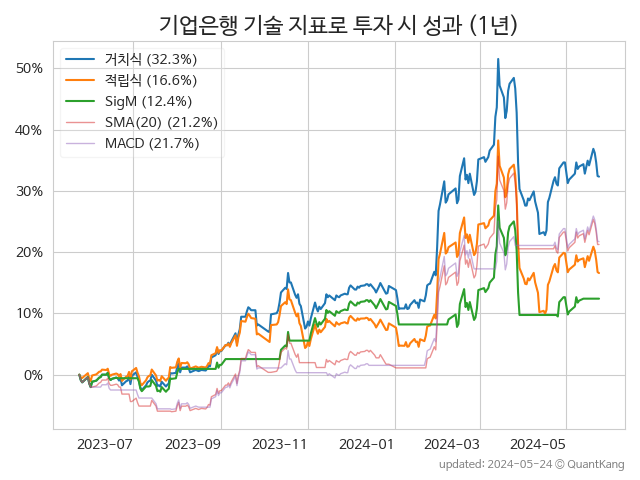 기업은행 기술 지표로 투자 시 성과 (1년)
거치식 (32.3%)
적립식 (16.6%)
SigM (12.4%)
SMA(20) (21.2%)
MACD (21.7%)
50%
40%
30%
20%
10%
0%
2023-07 2023-09 2023-11 2024-01 2024-03 2024-05
updated: 2024-05-24 © QuantKang